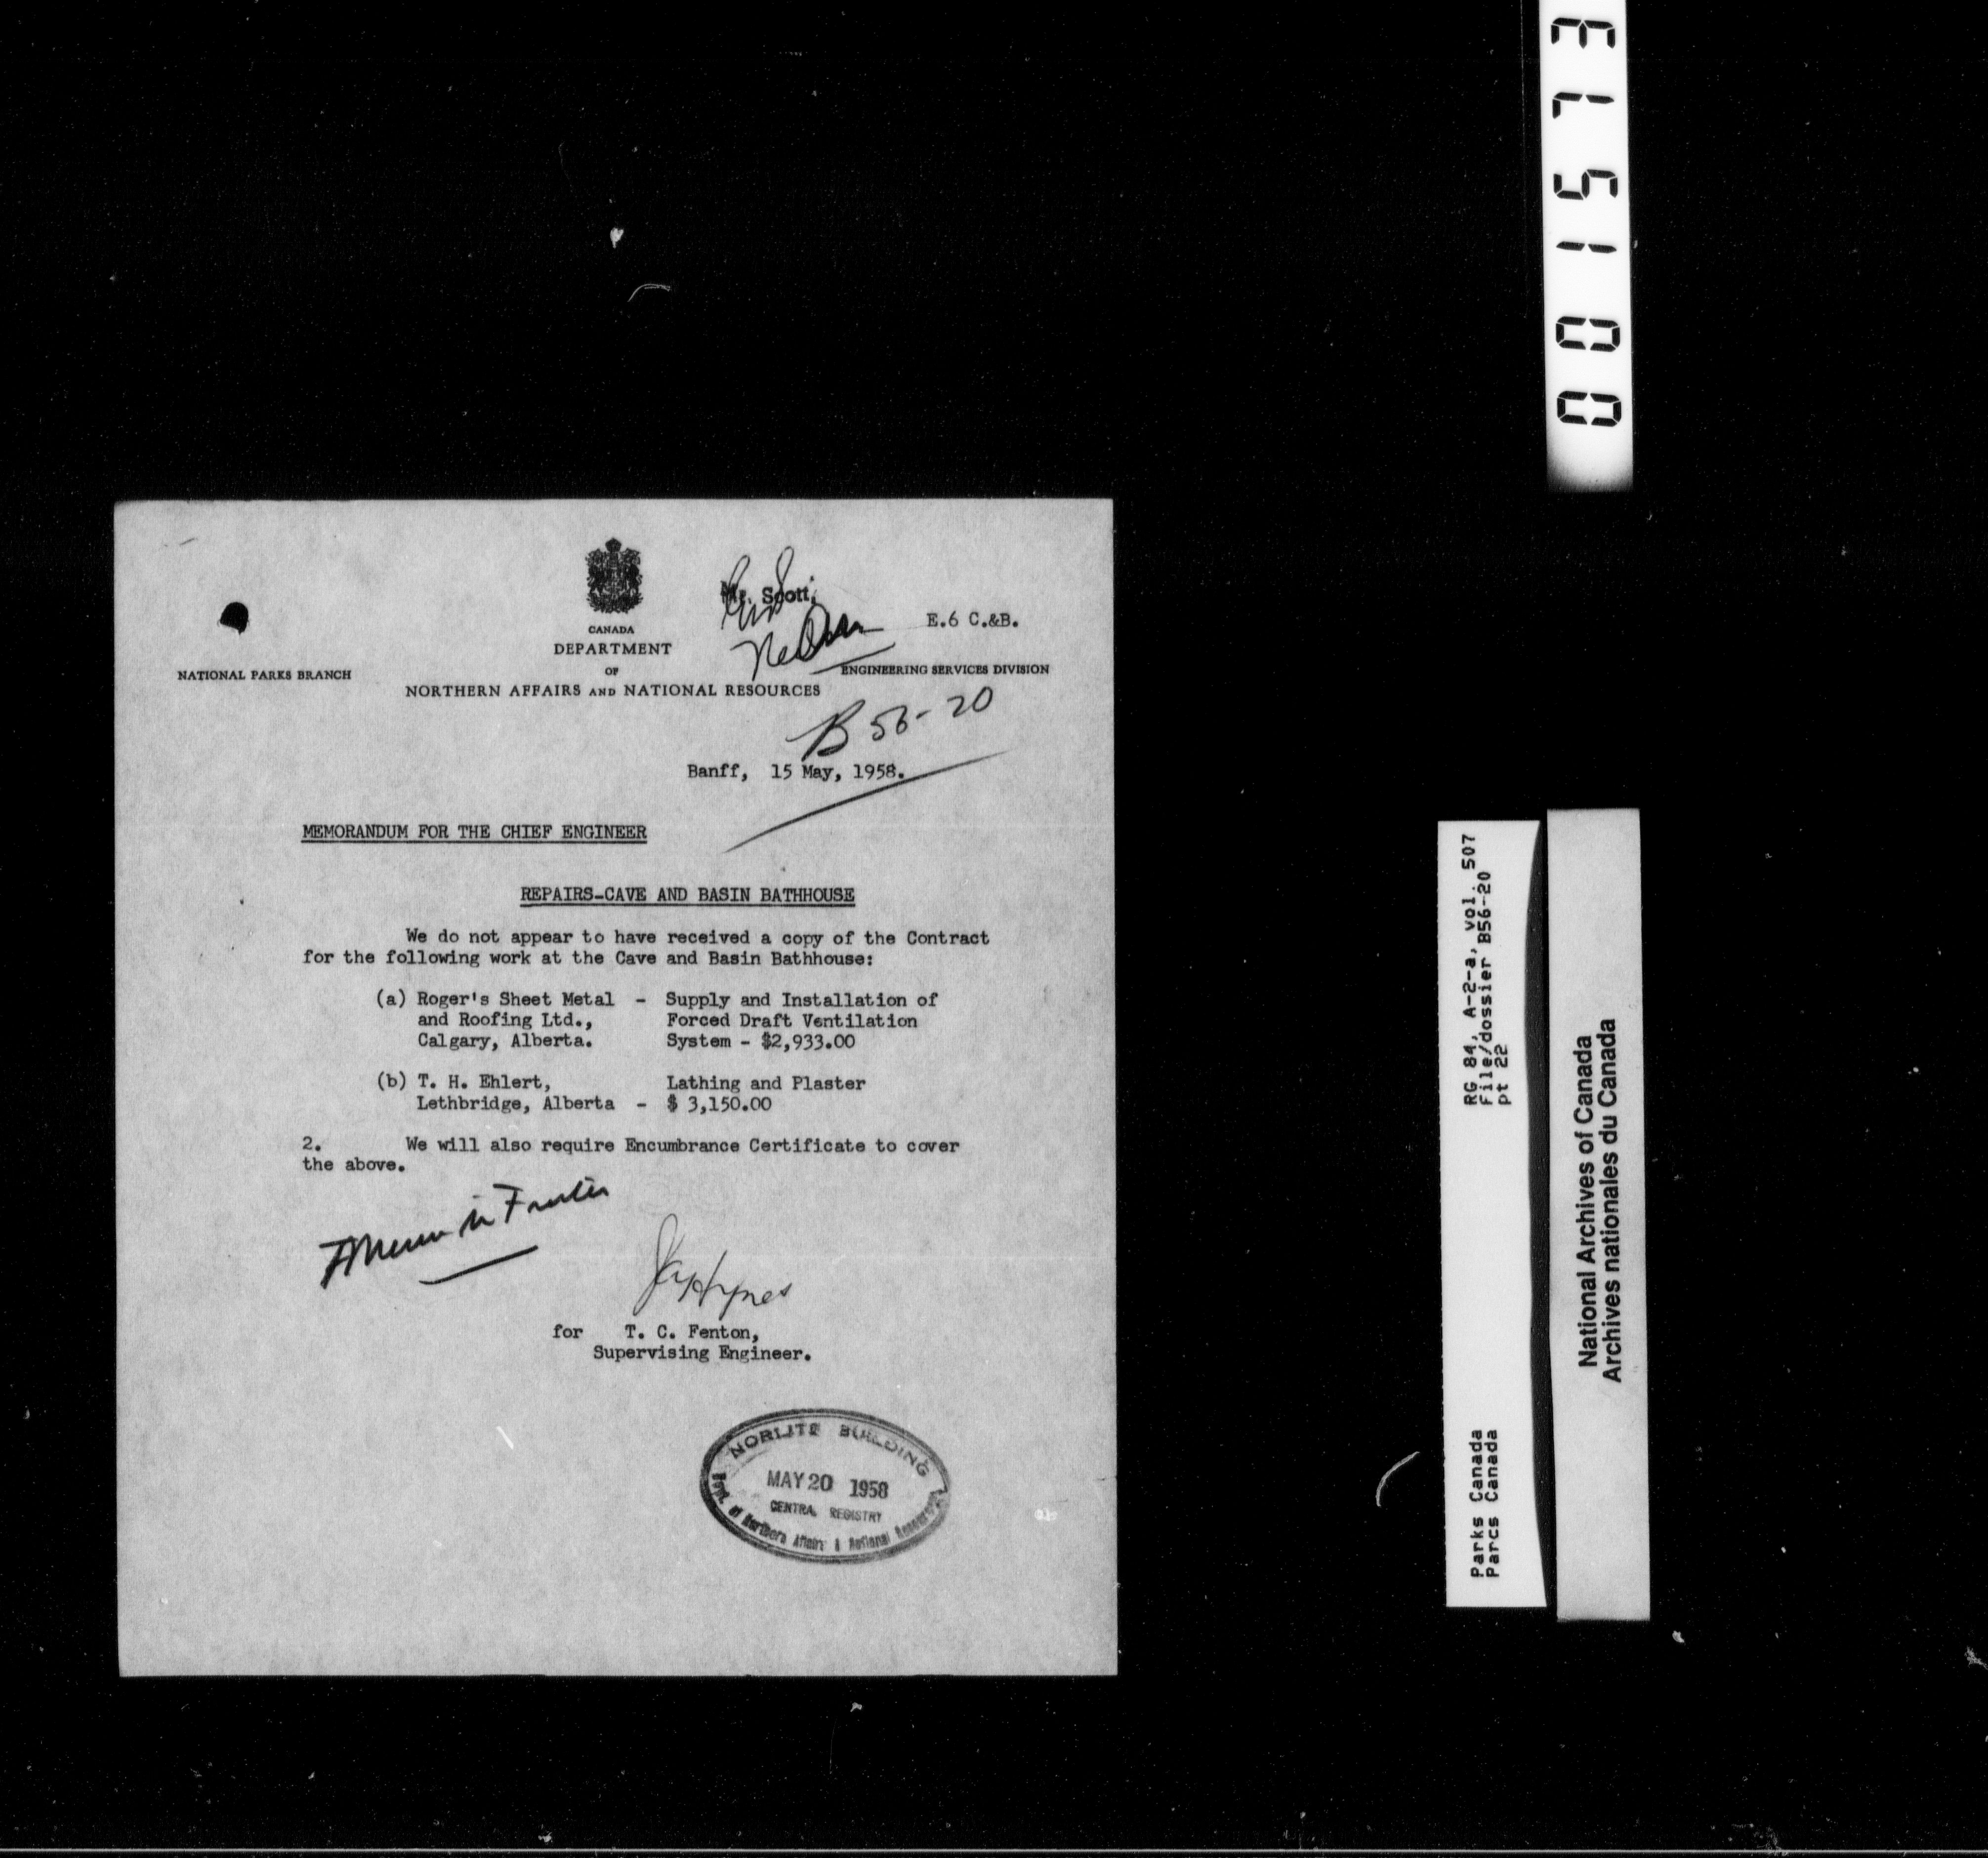 001573
Mr. Scott,
E.6 C.&B.
CANADA
DEPARTMENT
OF
NORTHERN AFFAIRS AND NATIONAL RESOURCES
NATIONAL PARKS BRANCH
ENGINEERING SERVICES DIVISION
B 56-20
Banff, 15 May, 1958.
MEMORANDUM FOR THE CHIEF ENGINEER
REPAIRS-CAVE AND BASIN BATHHOUSE
We do not appear to have received a copy of the Contract
for the following work at the Cave and Basin Bathhouse:
(a) Roger's Sheet Metal - Supply and Installation of
and Roofing Ltd., Forced Draft Ventilation
Calgary, Alberta. System - $2,933.00
(b) T. H. Ehlert, Lathing and Plaster
Lethbridge, Alberta - $ 3,150.00
2. We will also require Encumbrance Certificate to cover
the above.
for T. C. Fenton,
Supervising Engineer.
NORLITE BUILDING
MAY 20 1958
CENTRAL REGISTRY
Dept. of Northern Affairs & National Resources
RG 84, A-2-a, vol. 507
File/dossier B56-20
pt 22
Parks Canada
Parcs Canada
National Archives of Canada
Archives nationales du Canada